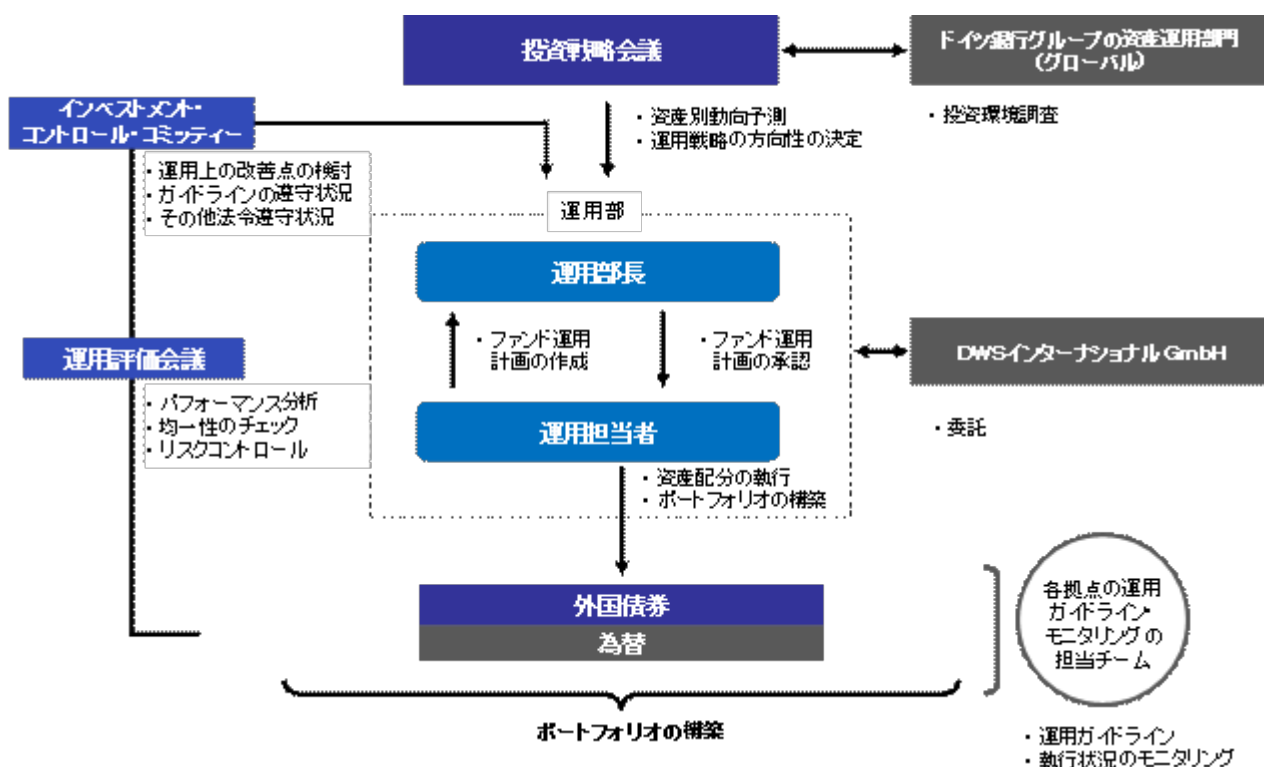 投資戦略会議
ドイツ銀行グループの資産運用部門
(グローバル)
・投資環境調査
・資産別動向予測
・運用戦略の方向性の決定
インベストメント・
コントロール・コミッティー
・運用上の改善点の検討
・ガイドラインの遵守状況
・その他法令遵守状況
運用部
運用部長
・ファンド運用
計画の作成
・ファンド運用
計画の承認
運用評価会議
・パフォーマンス分析
・均一性のチェック
・リスクコントロール
DWSインターナショナルGmbH
・委託
運用担当者
・資産配分の執行
・ポートフォリオの構築
外国債券
為替
各拠点の運用
ガイドライン・
モニタリングの
担当チーム
ポートフォリオの構築
・運用ガイドライン
・執行状況のモニタリング